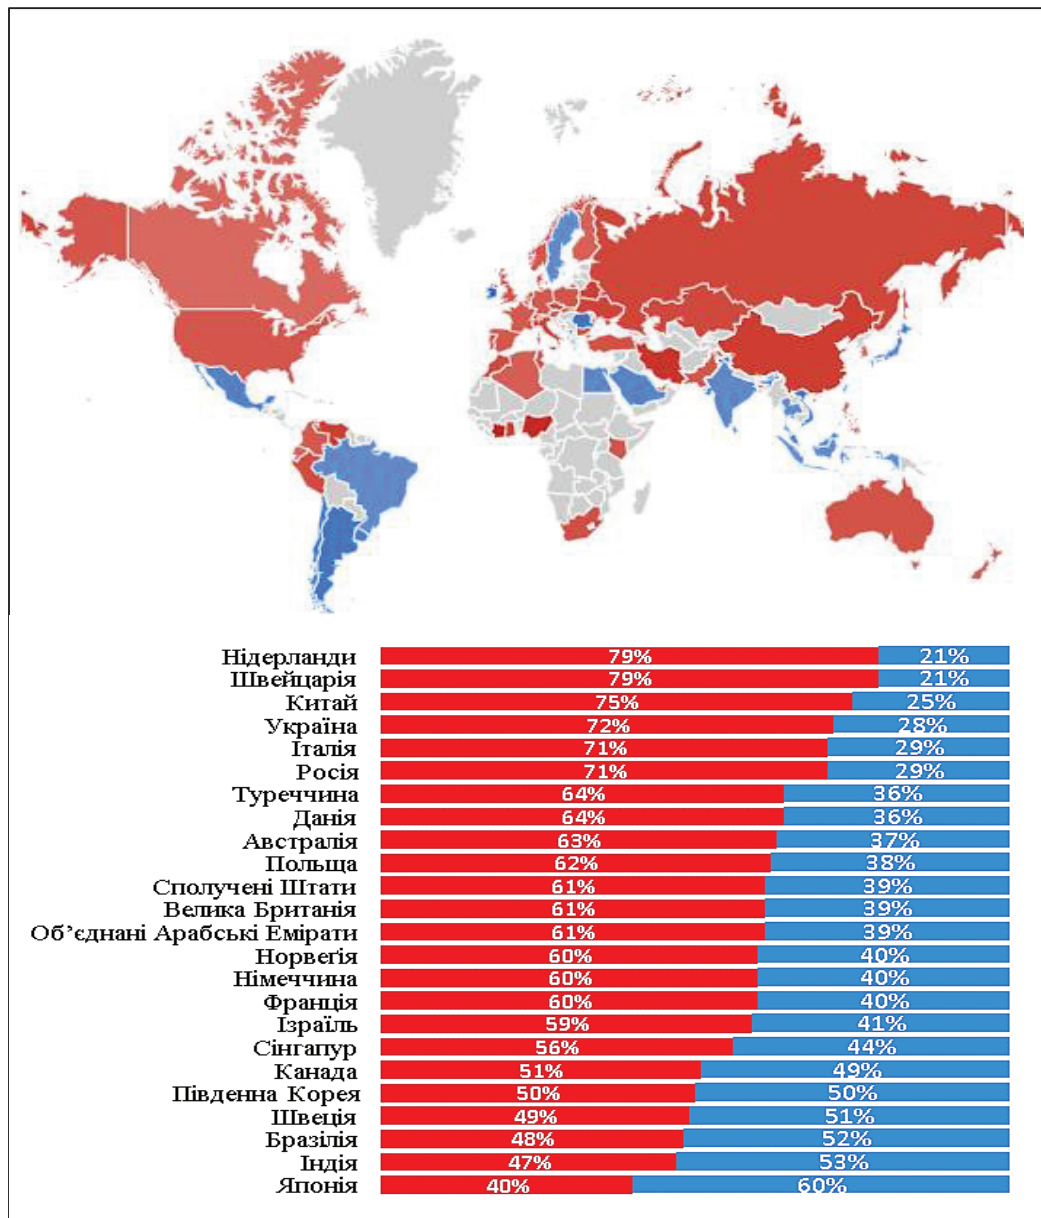 Нідерланди 79% 21%
Швейцарія 79% 21%
Китай 75% 25%
Україна 72% 28%
Італія 71% 29%
Росія 71% 29%
Туреччина 64% 36%
Данія 64% 36%
Австралія 63% 37%
Польща 62% 38%
Сполучені Штати 61% 39%
Велика Британія 61% 39%
Об’єднані Арабські Емірати 61% 39%
Норвегія 60% 40%
Німеччина 60% 40%
Франція 60% 40%
Ізраїль 59% 41%
Сінгапур 56% 44%
Канада 51% 49%
Південна Корея 50% 50%
Швеція 49% 51%
Бразілія 48% 52%
Індія 47% 53%
Японія 40% 60%